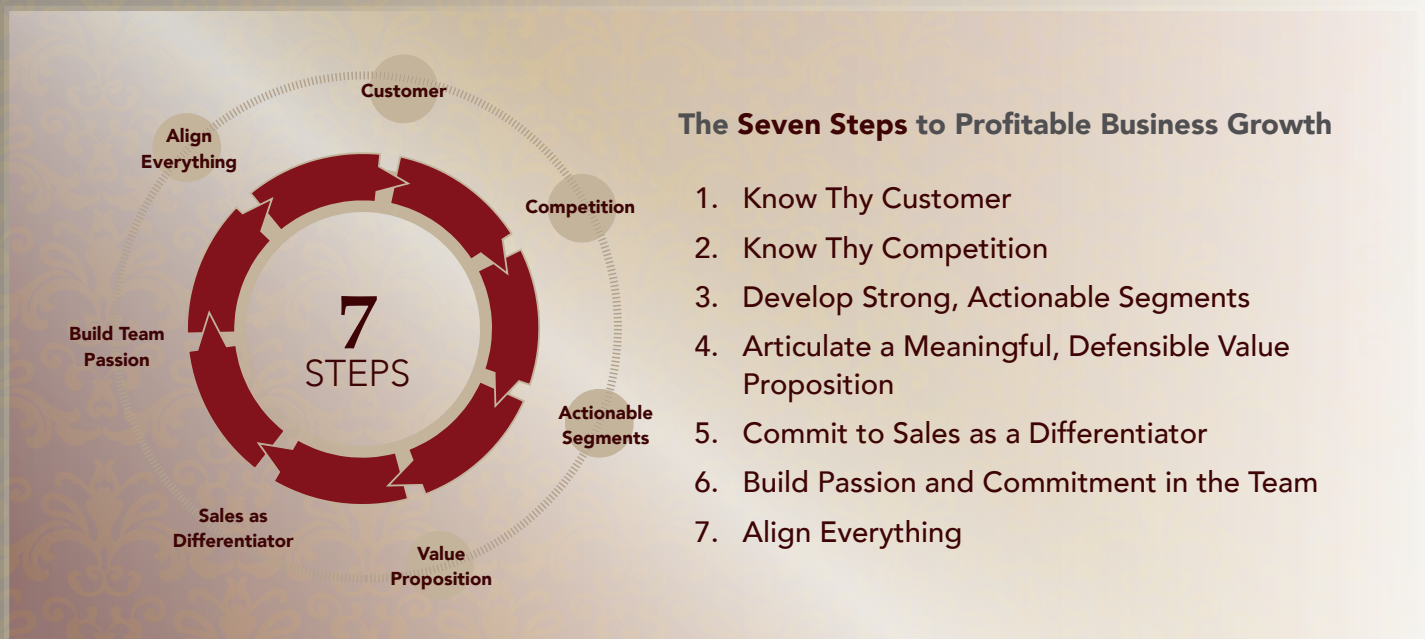 Customer
Align
Everything
Competition
7
STEPS
Build Team
Passion
Actionable
Segments
Sales as
Differentiator
Value
Proposition
The Seven Steps to Profitable Business Growth
1. Know Thy Customer
2. Know Thy Competition
3. Develop Strong, Actionable Segments
4. Articulate a Meaningful, Defensible Value
Proposition
5. Commit to Sales as a Differentiator
6. Build Passion and Commitment in the Team
7. Align Everything